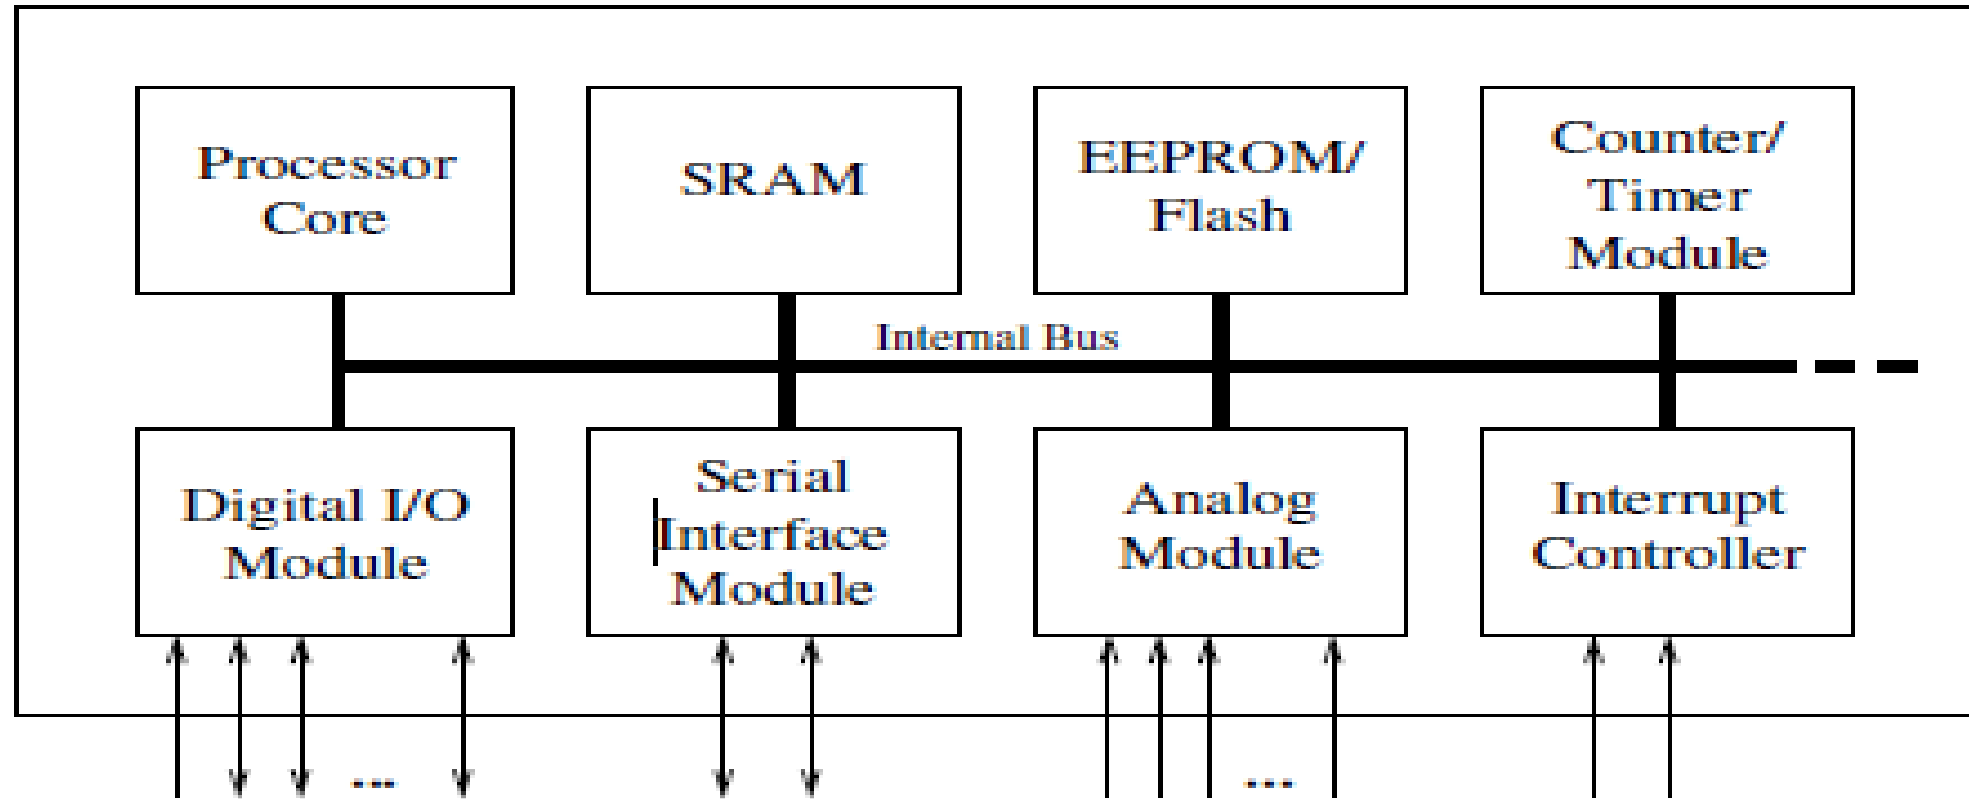 Processor
Core
SRAM
EEPROM/
Flash
Counter/
Timer
Module
Internal Bus
Digital I/O
Module
Serial
Interface
Module
Analog
Module
Interrupt
Controller
...
...